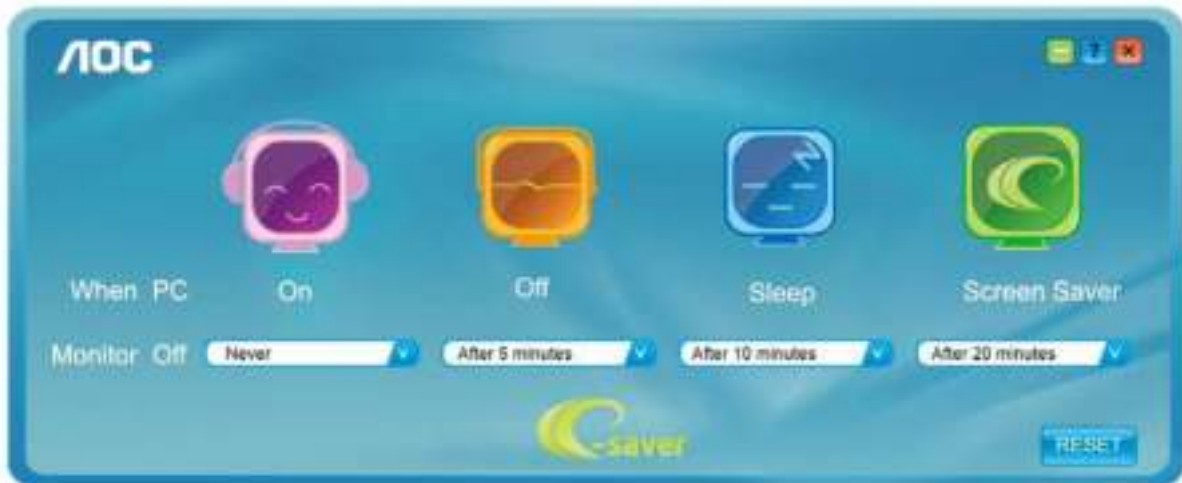 AOC
?
When PC On Off Sleep Screen Saver
Monitor Off Never After 5 minutes After 10 minutes After 20 minutes
e-saver
RESET